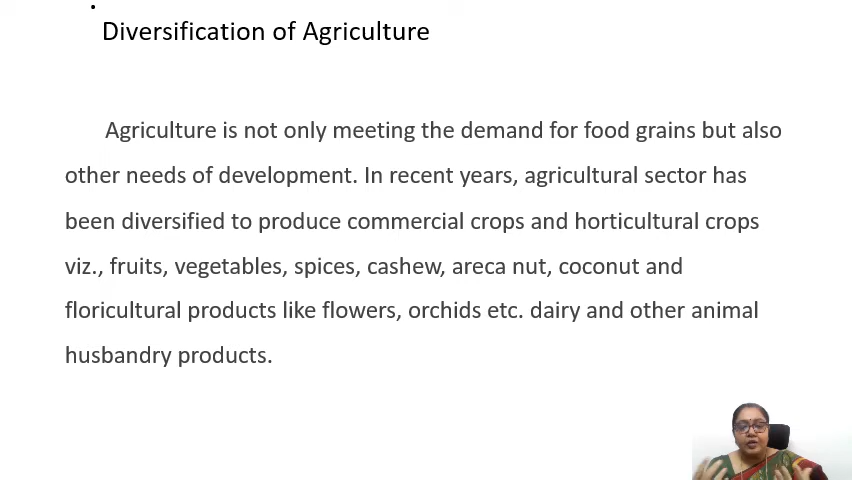 Diversification of Agriculture
Agriculture is not only meeting the demand for food grains but also
other needs of development. In recent years, agricultural sector has
been diversified to produce commercial crops and horticultural crops
viz., fruits, vegetables, spices, cashew, areca nut, coconut and
floricultural products like flowers, orchids etc. dairy and other animal
husbandry products.